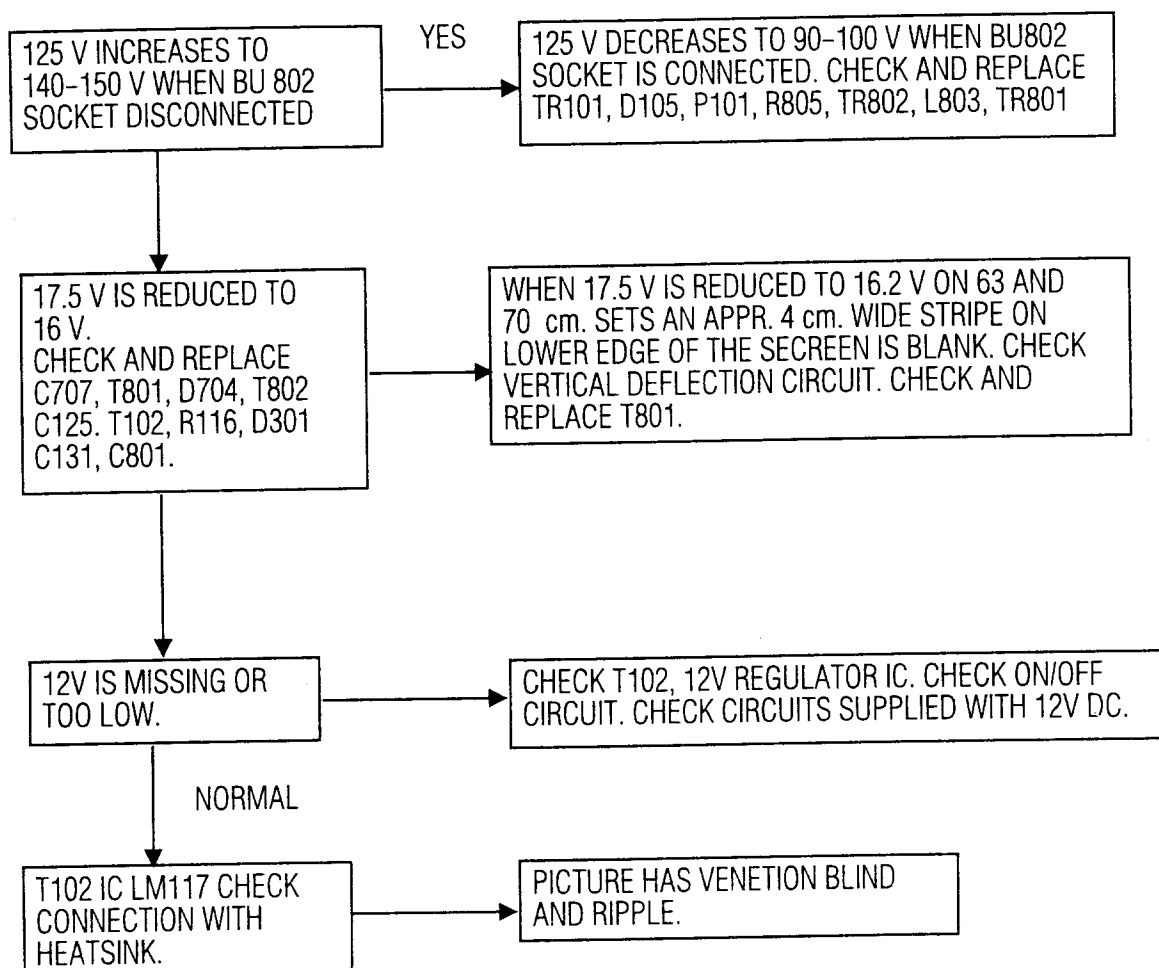 125 V INCREASES TO
140-150 V WHEN BU 802
SOCKET DISCONNECTED
YES
125 V DECREASES TO 90-100 V WHEN BU802
SOCKET IS CONNECTED. CHECK AND REPLACE
TR101, D105, P101, R805, TR802, L803, TR801
17.5 V IS REDUCED TO
16 V.
CHECK AND REPLACE
C707, T801, D704, T802
C125. T102, R116, D301
C131, C801.
WHEN 17.5 V IS REDUCED TO 16.2 V ON 63 AND
70 cm. SETS AN APPR. 4 cm. WIDE STRIPE ON
LOWER EDGE OF THE SECREEN IS BLANK. CHECK
VERTICAL DEFLECTION CIRCUIT. CHECK AND
REPLACE T801.
12V IS MISSING OR
TOO LOW.
CHECK T102, 12V REGULATOR IC. CHECK ON/OFF
CIRCUIT. CHECK CIRCUITS SUPPLIED WITH 12V DC.
NORMAL
T102 IC LM117 CHECK
CONNECTION WITH
HEATSINK.
PICTURE HAS VENETION BLIND
AND RIPPLE.